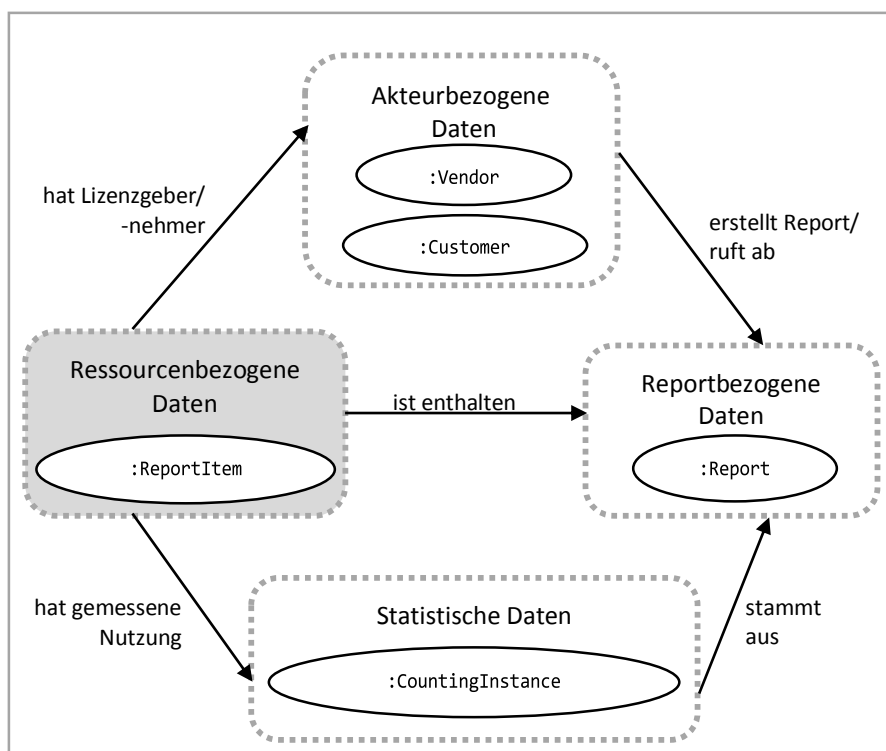 Akteurbezogene
Daten
:Vendor
:Customer
hat Lizenzgeber/
-nehmer
erstellt Report/
ruft ab
Ressourcenbezogene
Daten
:ReportItem
ist enthalten
Reportbezogene
Daten
:Report
hat gemessene
Nutzung
Statistische Daten
:CountingInstance
stammt
aus